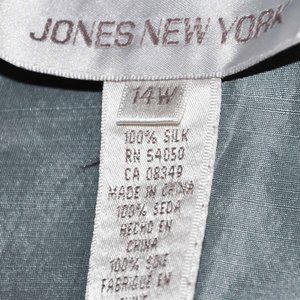 JONES NEW YORK
14W
100% SILK
RN 54050
CA 08349
MADE IN CHINA
100% SEDA
HECHO EN
CHINA
100% SOIE
FABRIQUE EN